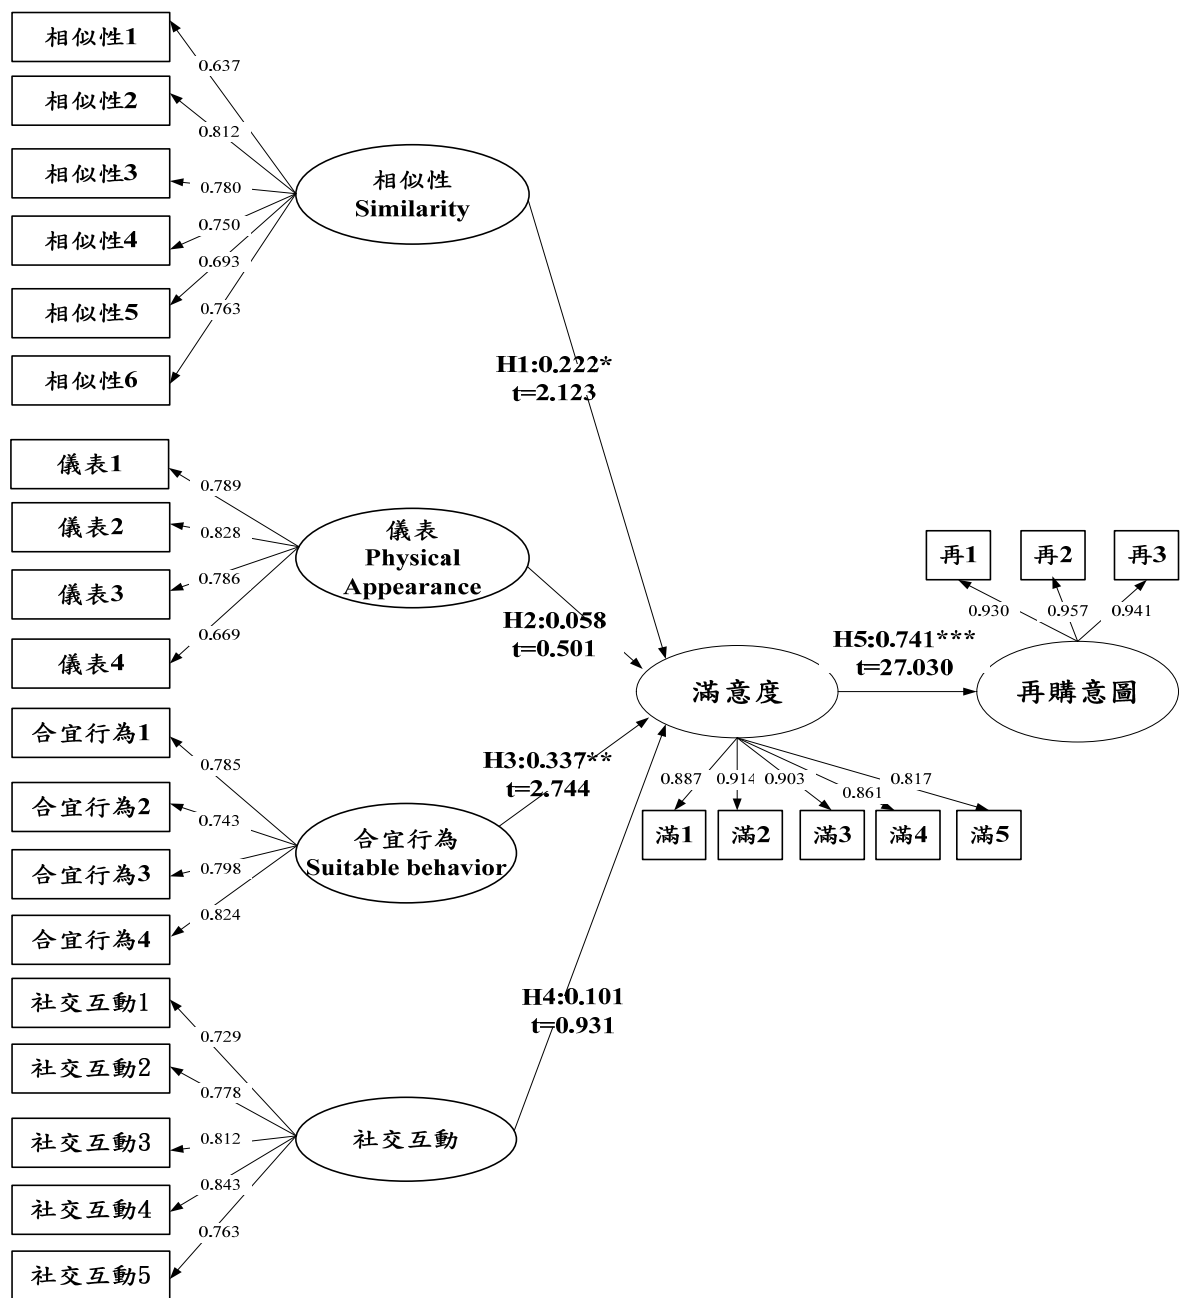 相似性1
0.637
相似性2
0.812
相似性3
0.780
相似性4
0.750
0.693
相似性5
0.763
相似性6
相似性
Similarity
H1:0.222*
t=2.123
儀表1
0.789
儀表2
0.828
儀表3
0.786
0.669
儀表4
儀表
Physical
Appearance
H2:0.058
t=0.501
合宜行為1
0.785
合宜行為2
0.743
合宜行為3
0.798
0.824
合宜行為4
合宜行為
Suitable behavior
H3:0.337**
t=2.744
社交互動1
0.729
社交互動2
0.778
社交互動3
0.812
0.843
社交互動4
0.763
社交互動5
社交互動
H4:0.101
t=0.931
滿意度
0.887
0.914
0.903
0.861
0.817
滿1
滿2
滿3
滿4
滿5
H5:0.741***
t=27.030
再1
再2
再3
0.930
0.957
0.941
再購意圖